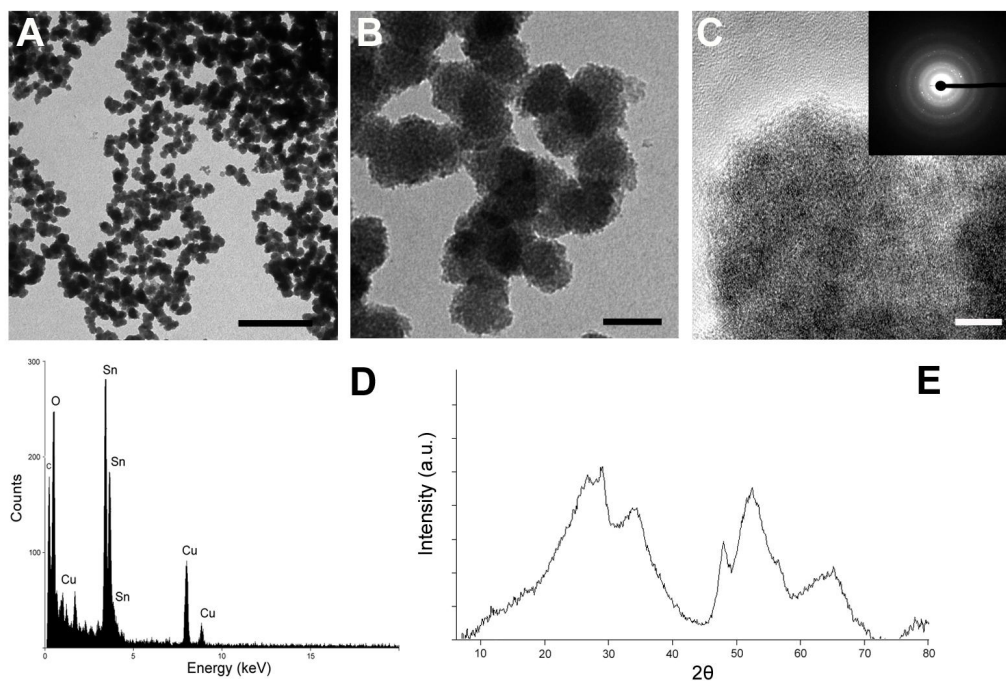 A
B
C
D
300
Sn
O
Sn
C
200
Counts
100
Cu
Cu
Sn
Cu
0
0
5
10
15
Energy (keV)
E
Intensity (a.u.)
10
20
30
40
50
60
70
80
2θ